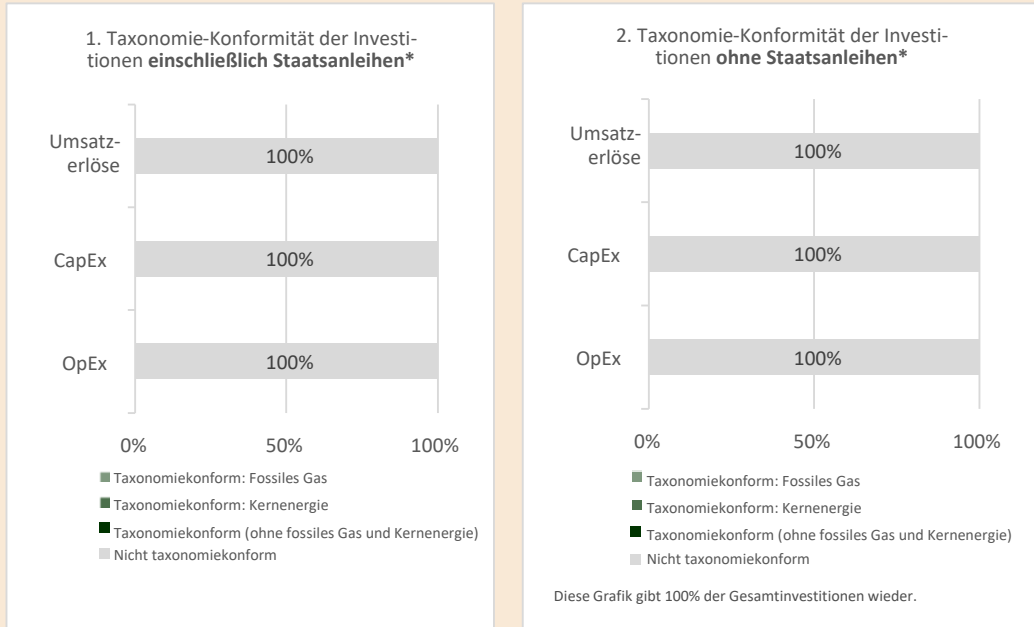 1. Taxonomie-Konformität der Investi-
tionen einschließlich Staatsanleihen*
Umsatz-
erlöse
100%
CapEx
100%
OpEx
100%
0%
50%
100%
Taxonomiekonform: Fossiles Gas
Taxonomiekonform: Kernenergie
Taxonomiekonform (ohne fossiles Gas und Kernenergie)
Nicht taxonomiekonform
2. Taxonomie-Konformität der Investi-
tionen ohne Staatsanleihen*
Umsatz-
erlöse
100%
CapEx
100%
OpEx
100%
0%
50%
100%
Taxonomiekonform: Fossiles Gas
Taxonomiekonform: Kernenergie
Taxonomiekonform (ohne fossiles Gas und Kernenergie)
Nicht taxonomiekonform
Diese Grafik gibt 100% der Gesamtinvestitionen wieder.